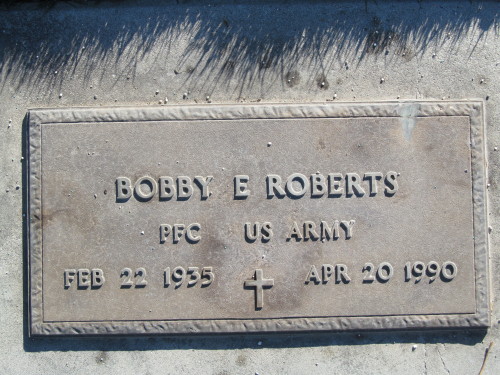 BOBBY E ROBERTS
PFC US ARMY
FEB 22 1935 APR 20 1990